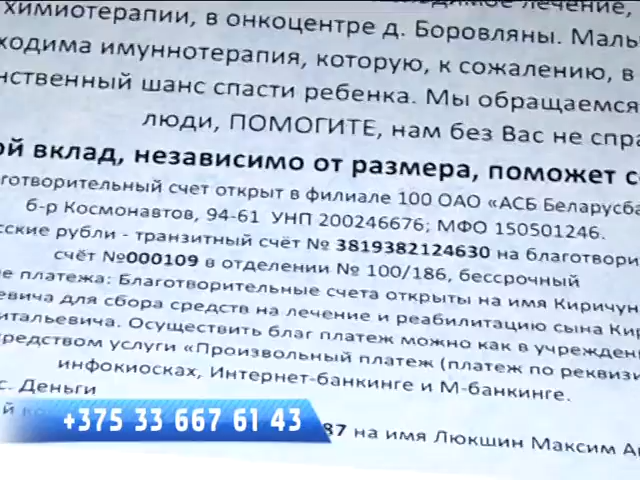 химиотерапии, в онкоцентре д. Боровляны. Маль
ходима имуннотерапия, которую, к сожалению, в
нственный шанс спасти ребенка. Мы обращаемся
люди, ПОМОГИТЕ, нам без Вас не спра
ой вклад, независимо от размера, поможет с
готворительный счет открыт в филиале 100 ОАО «АСБ Беларусба
б-р Космонавтов, 94-61 УНП 200246676; МФО 150501246.
сские рубли - транзитный счёт № 3819382124630 на благотвори
счёт №000109 в отделении № 100/186, бессрочный
е платежа: Благотворительные счета открыты на имя Киричун
евича для сбора средств на лечение и реабилитацию сына Кир
итальевича. Осуществить благ платеж можно как в учрежден
средством услуги «Произвольный платеж (платеж по реквизи
инфокиосках, Интернет-банкинге и М-банкинге.
с. Деньги
+375 33 667 61 43
87 на имя Люкшин Максим Ан